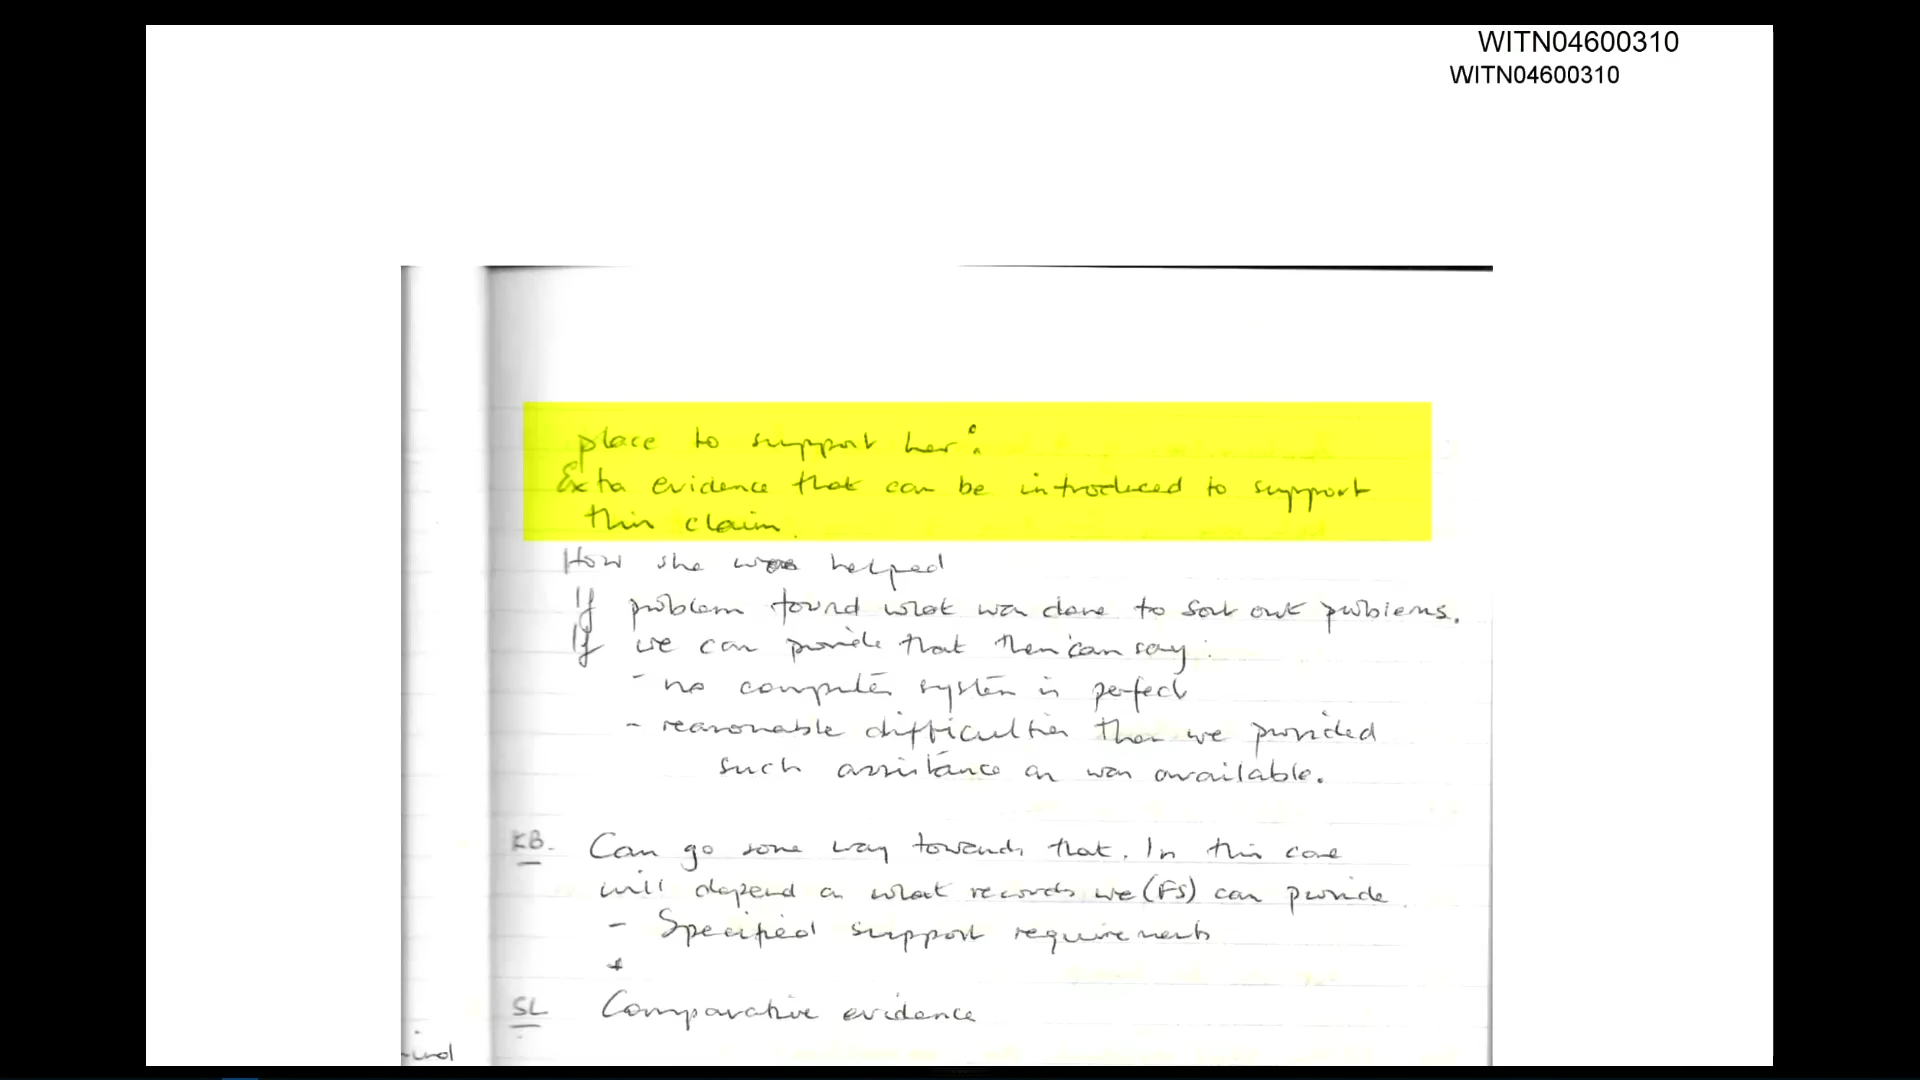 WITN04600310
WITN04600310
place to support her:
Extra evidence that can be introduced to support
this claim.
How she was helped
If problem found what was done to sort out problems.
If we can provide that then can say:
- no computer system is perfect
- reasonable difficulties then we provided
such assistance as was available.
KB. Can go some way towards that. In this case
will depend on what records we (FS) can provide.
- Specified support requirements
+
SL Comparative evidence